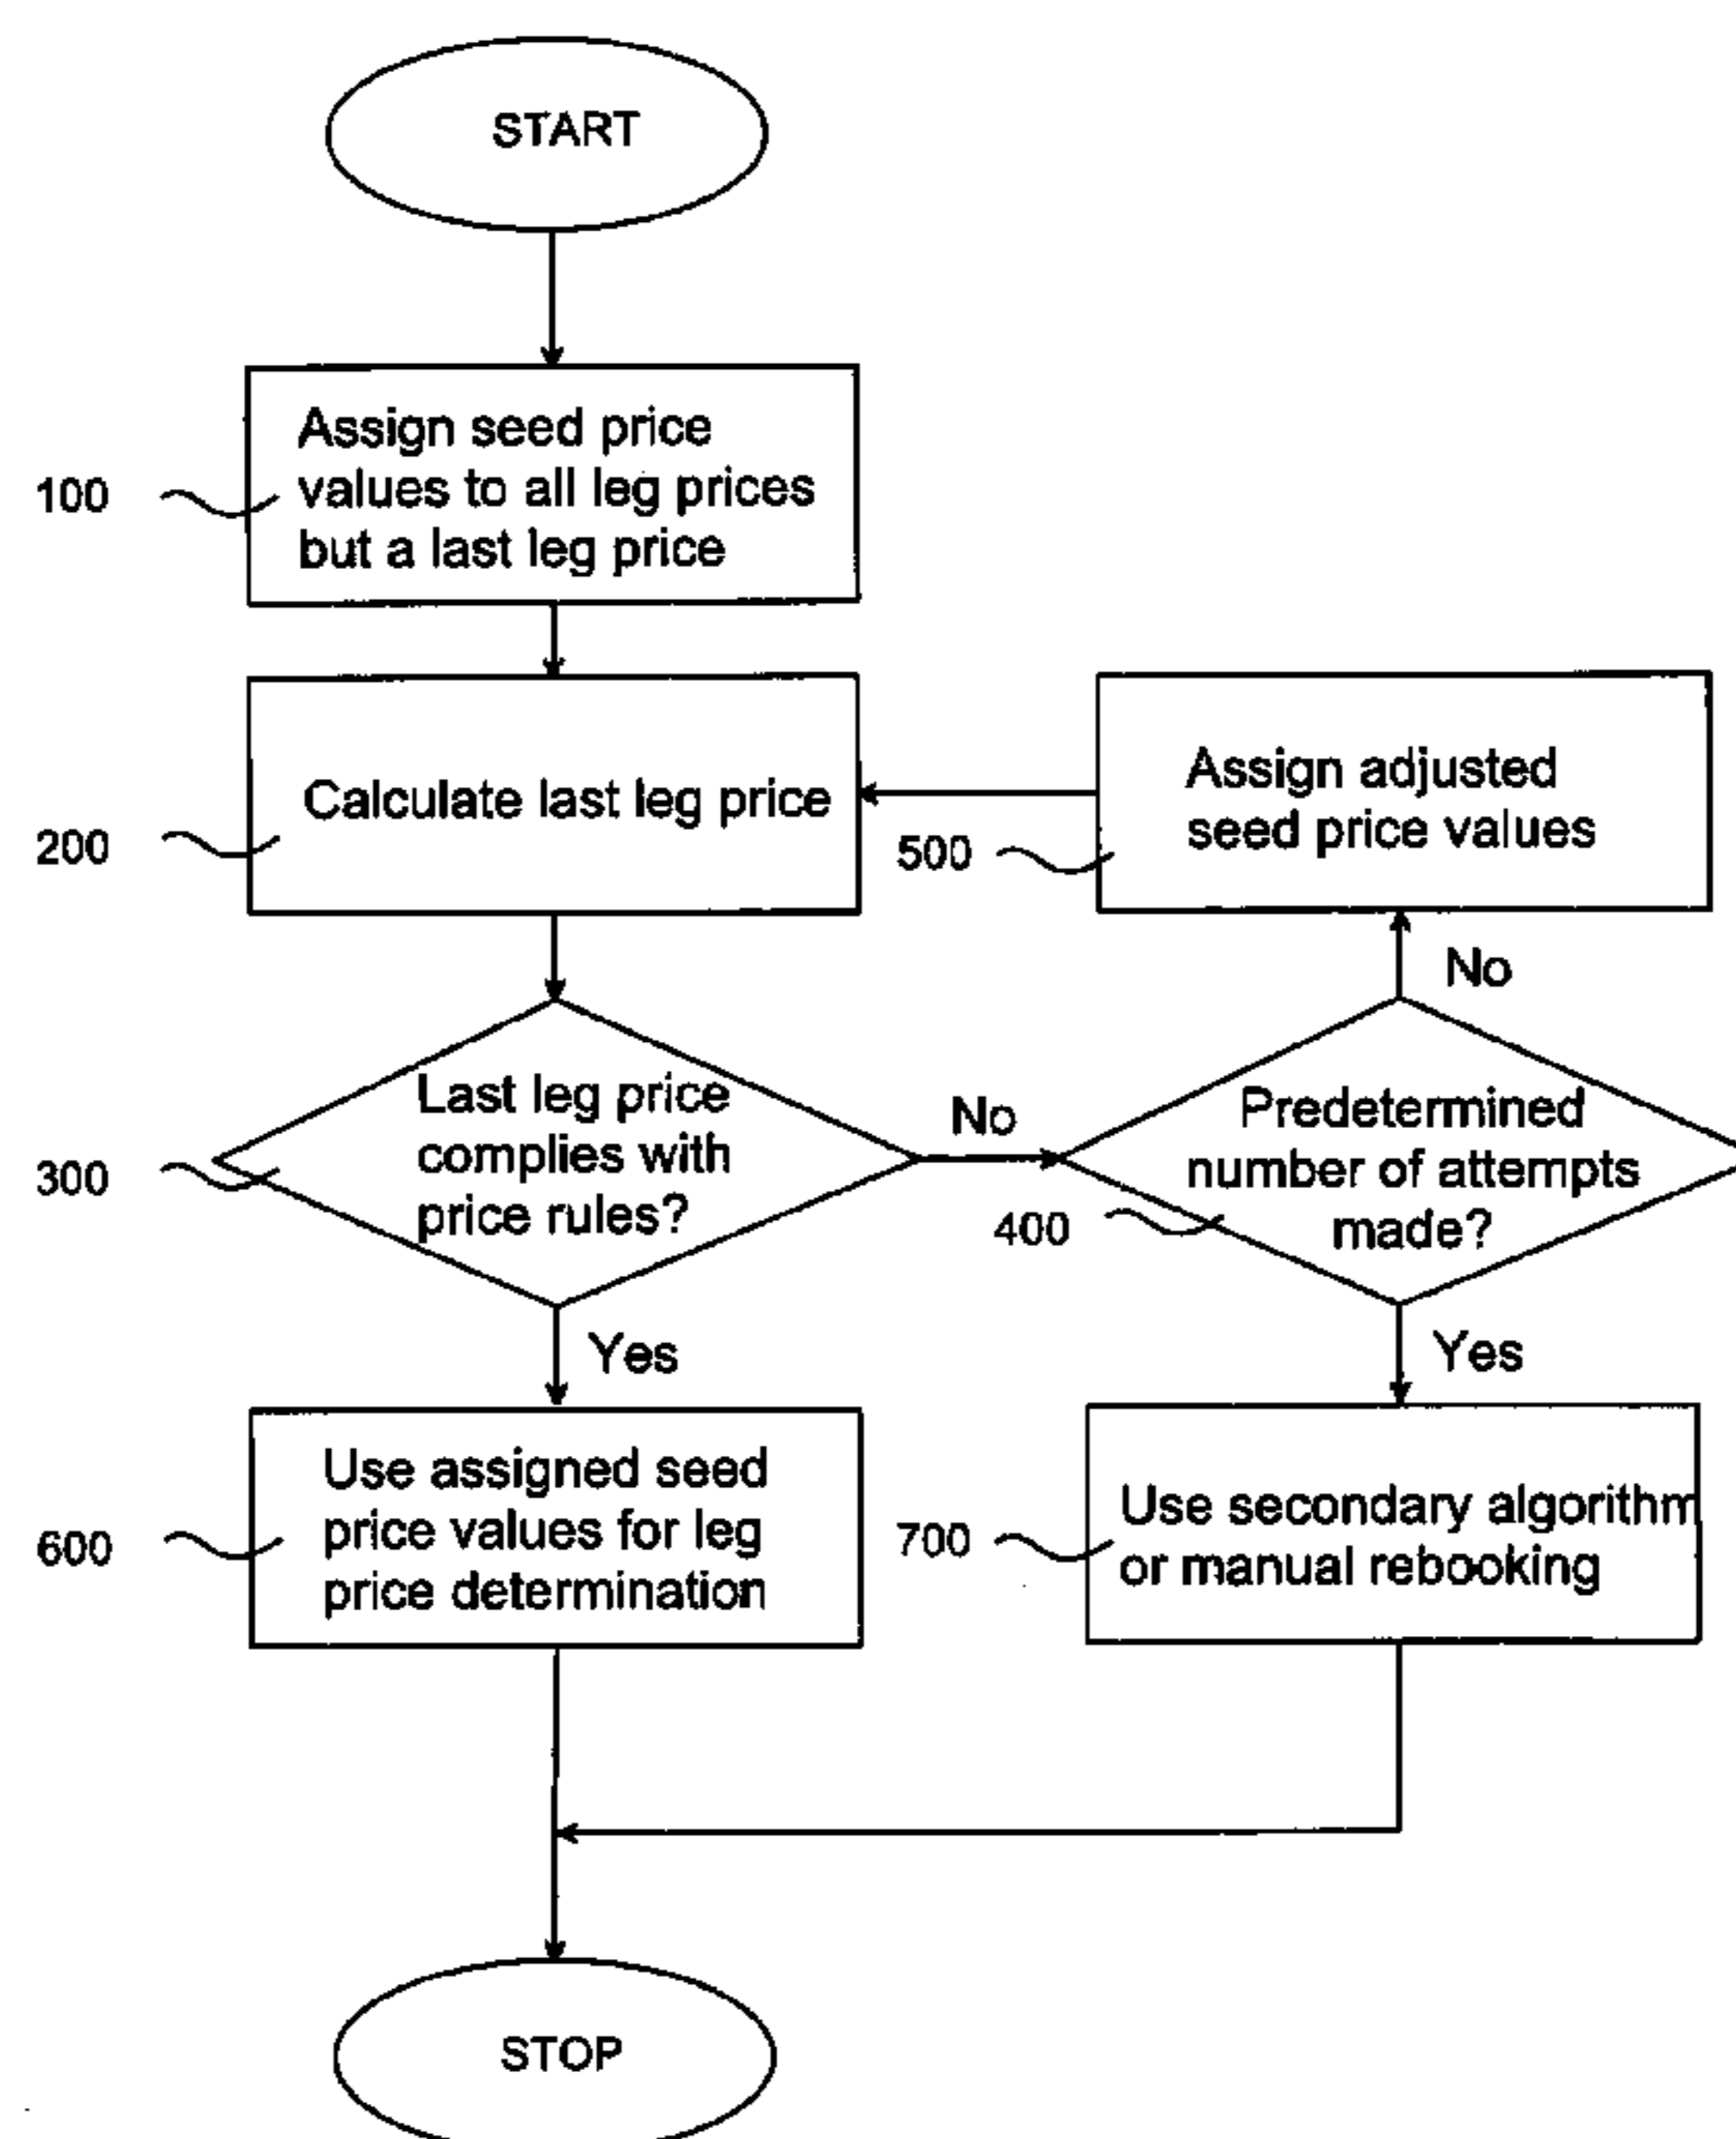 START
Assign seed price
values to all leg prices
but a last leg price
100
Calculate last leg price
200
Assign adjusted
seed price values
500
No
Last leg price
complies with
price rules?
300
No
Predetermined
number of attempts
made?
400
Yes
Yes
Use assigned seed
price values for leg
price determination
600
Use secondary algorithm
or manual rebooking
700
STOP